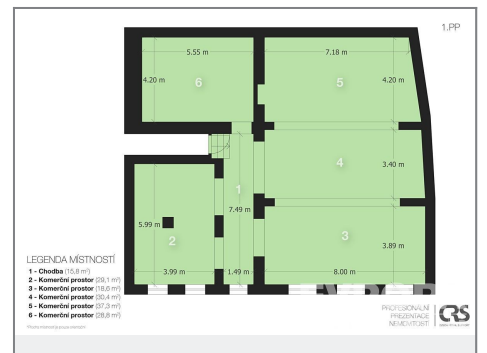 1.PP
5.55 m
7.18 m
4.20 m
6
5
4.20 m
4
3.40 m
1
7.49 m
5.99 m
2
3
3.89 m
3.99 m
1.49 m
8.00 m
LEGENDA MÍSTNOSTÍ
1 - Chodba (15,8 m²)
2 - Komerční prostor (29,1 m²)
3 - Komerční prostor (18,6 m²)
4 - Komerční prostor (30,4 m²)
5 - Komerční prostor (37,3 m²)
6 - Komerční prostor (28,8 m²)
PROFESIONÁLNÍ
PREZENTACE
NEMOVITOSTÍ
CRS